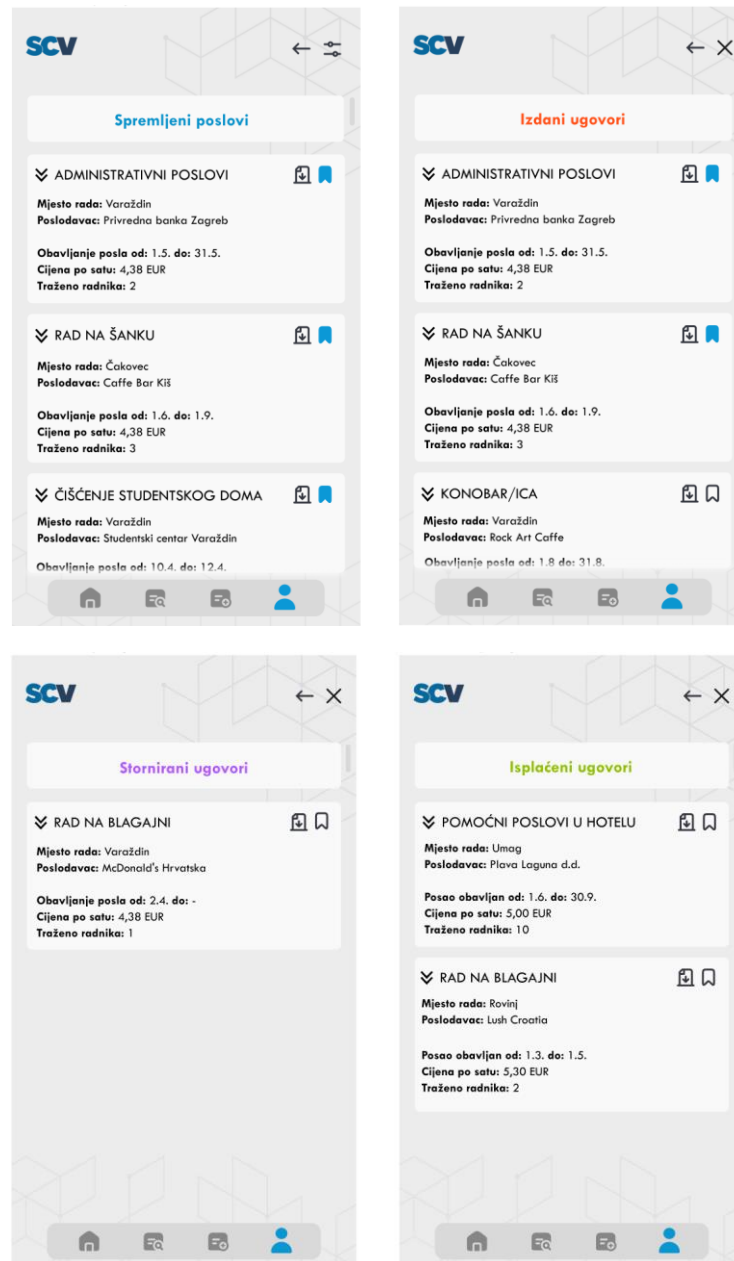 SCV
Spremljeni poslovi
ADMINISTRATIVNI POSLOVI
Mjesto rada: Varaždin
Poslodavac: Privredna banka Zagreb
Obavljanje posla od: 1.5. do: 31.5.
Cijena po satu: 4,38 EUR
Traženo radnika: 2
RAD NA ŠANKU
Mjesto rada: Čakovec
Poslodavac: Caffe Bar Kiš
Obavljanje posla od: 1.6. do: 1.9.
Cijena po satu: 4,38 EUR
Traženo radnika: 3
ČIŠĆENJE STUDENTSKOG DOMA
Mjesto rada: Varaždin
Poslodavac: Studentski centar Varaždin
Obavljanje posla od: 10.4. do: 12.4.
SCV
Izdani ugovori
ADMINISTRATIVNI POSLOVI
Mjesto rada: Varaždin
Poslodavac: Privredna banka Zagreb
Obavljanje posla od: 1.5. do: 31.5.
Cijena po satu: 4,38 EUR
Traženo radnika: 2
RAD NA ŠANKU
Mjesto rada: Čakovec
Poslodavac: Caffe Bar Kiš
Obavljanje posla od: 1.6. do: 1.9.
Cijena po satu: 4,38 EUR
Traženo radnika: 3
KONOBAR/ICA
Mjesto rada: Varaždin
Poslodavac: Rock Art Caffe
Obavljanje posla od: 1.8 do: 31.8.
SCV
Stornirani ugovori
RAD NA BLAGAJNI
Mjesto rada: Varaždin
Poslodavac: McDonald's Hrvatska
Obavljanje posla od: 2.4. do: -
Cijena po satu: 4,38 EUR
Traženo radnika: 1
SCV
Isplaćeni ugovori
POMOĆNI POSLOVI U HOTELU
Mjesto rada: Umag
Poslodavac: Plava Laguna d.d.
Posao obavljan od: 1.6. do: 30.9.
Cijena po satu: 5,00 EUR
Traženo radnika: 10
RAD NA BLAGAJNI
Mjesto rada: Rovinj
Poslodavac: Lush Croatia
Posao obavljan od: 1.3. do: 1.5.
Cijena po satu: 5,30 EUR
Traženo radnika: 2